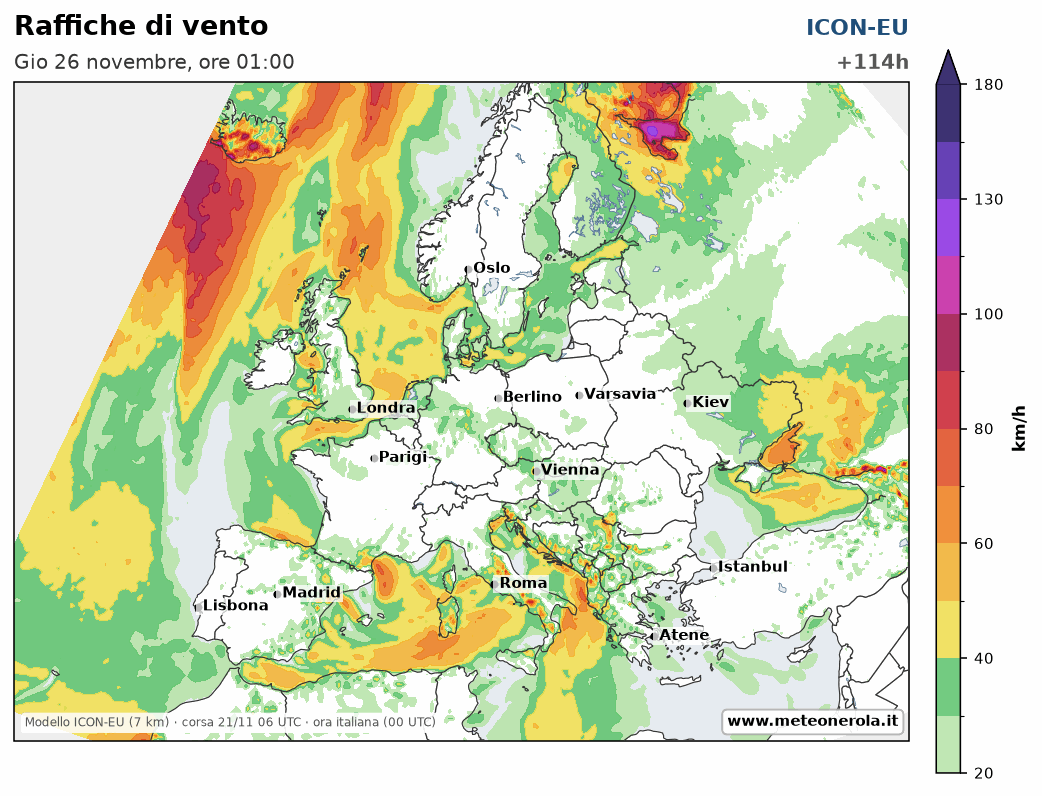 Raffiche di vento
ICON-EU
Gio 26 novembre, ore 01:00
+114h
180
130
100
80
60
40
20
km/h
Oslo
Londra
Berlino
Varsavia
Kiev
Parigi
Vienna
Istanbul
Roma
Madrid
Lisbona
Atene
Modello ICON-EU (7 km) · corsa 21/11 06 UTC · ora italiana (00 UTC)
www.meteonerola.it